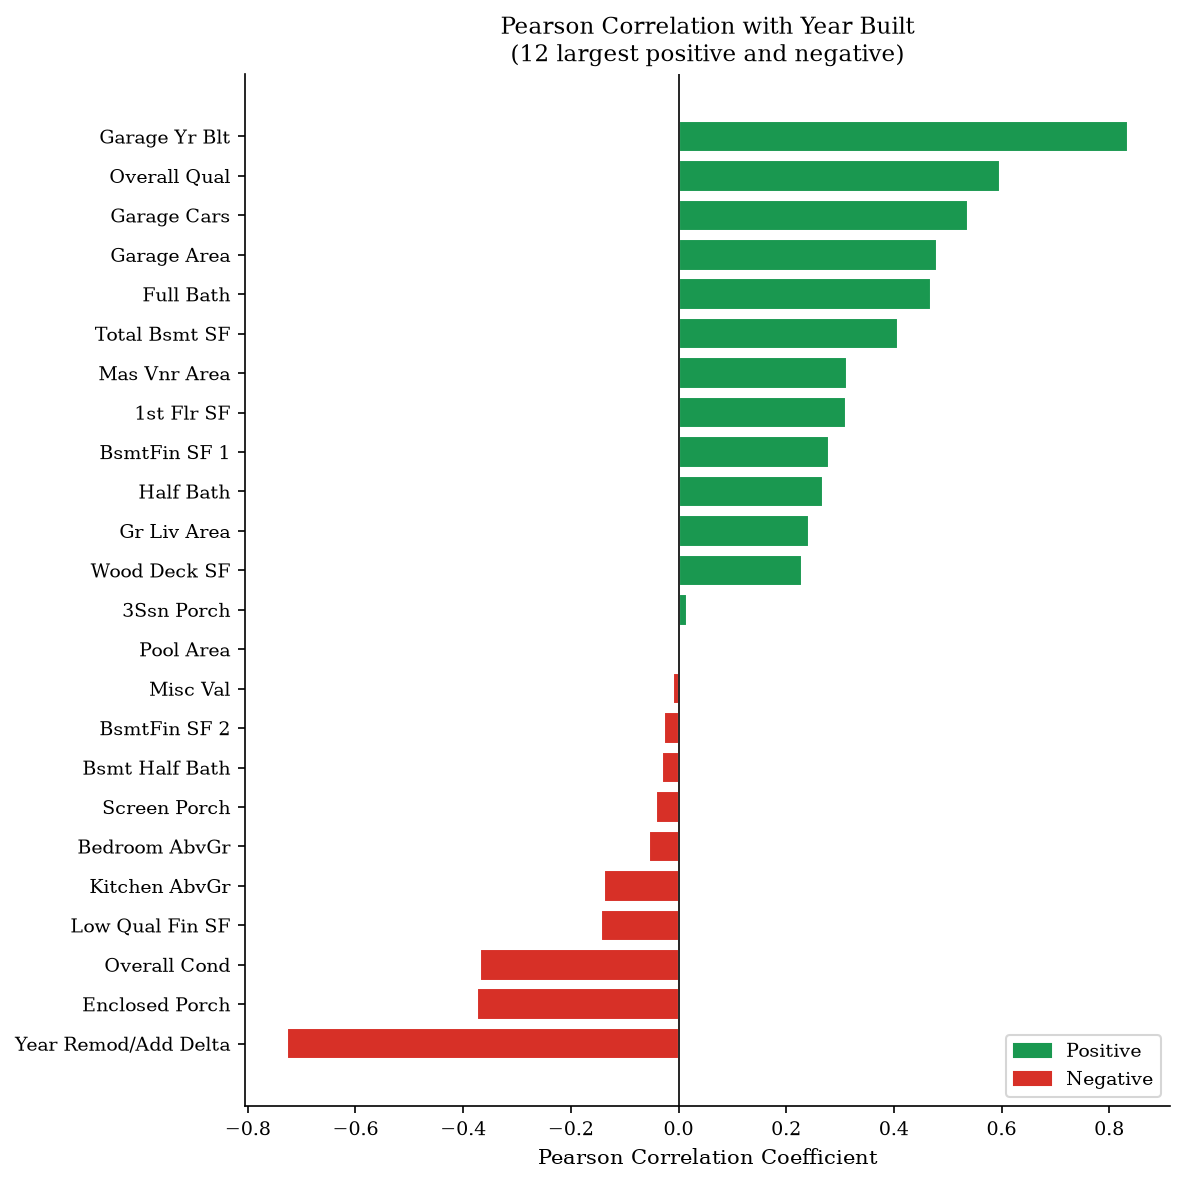 Pearson Correlation with Year Built
(12 largest positive and negative)
Garage Yr Blt
Overall Qual
Garage Cars
Garage Area
Full Bath
Total Bsmt SF
Mas Vnr Area
1st Flr SF
BsmtFin SF 1
Half Bath
Gr Liv Area
Wood Deck SF
3Ssn Porch
Pool Area
Misc Val
BsmtFin SF 2
Bsmt Half Bath
Screen Porch
Bedroom AbvGr
Kitchen AbvGr
Low Qual Fin SF
Overall Cond
Enclosed Porch
Year Remod/Add Delta
Positive
Negative
−0.8 −0.6 −0.4 −0.2 0.0 0.2 0.4 0.6 0.8
Pearson Correlation Coefficient